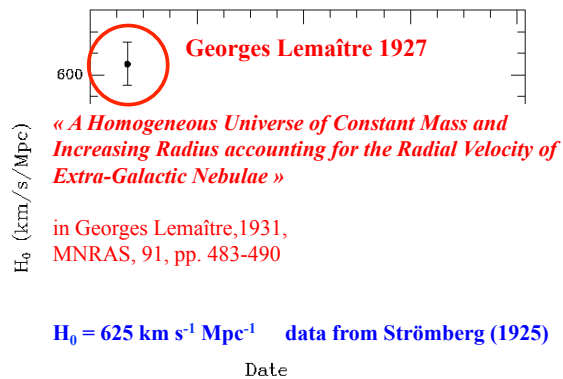 Georges Lemaître 1927
600
« A Homogeneous Universe of Constant Mass and
Increasing Radius accounting for the Radial Velocity of
Extra-Galactic Nebulae »
in Georges Lemaître,1931,
MNRAS, 91, pp. 483-490
H₀ (km/s/Mpc)
H₀ = 625 km s⁻¹ Mpc⁻¹ data from Strömberg (1925)
Date